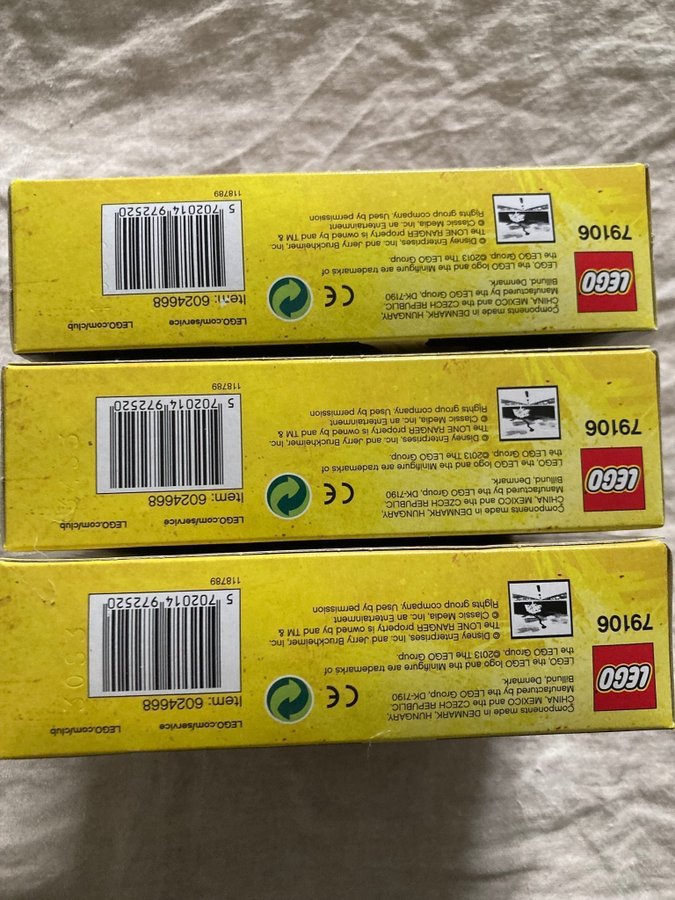 LEGO
79106
Components made in DENMARK, HUNGARY,
CHINA, MEXICO and the CZECH REPUBLIC.
Manufactured by the LEGO Group, DK-7190
Billund, Denmark.
LEGO, the LEGO logo and the Minifigure are trademarks of
the LEGO Group. ©2013 The LEGO Group.
© Disney Enterprises, Inc. and Jerry Bruckheimer, Inc.
The LONE RANGER property is owned by and TM &
© Classic Media, Inc. an Entertainment
Rights group company. Used by permission
CE
LEGO.com/service LEGO.com/club
Item: 6024668
5 702014 972520
118789
LEGO
79106
Components made in DENMARK, HUNGARY,
CHINA, MEXICO and the CZECH REPUBLIC.
Manufactured by the LEGO Group, DK-7190
Billund, Denmark.
LEGO, the LEGO logo and the Minifigure are trademarks of
the LEGO Group. ©2013 The LEGO Group.
© Disney Enterprises, Inc. and Jerry Bruckheimer, Inc.
The LONE RANGER property is owned by and TM &
© Classic Media, Inc. an Entertainment
Rights group company. Used by permission
CE
LEGO.com/service LEGO.com/club
Item: 6024668
5 702014 972520
118789
LEGO
79106
Components made in DENMARK, HUNGARY,
CHINA, MEXICO and the CZECH REPUBLIC.
Manufactured by the LEGO Group, DK-7190
Billund, Denmark.
LEGO, the LEGO logo and the Minifigure are trademarks of
the LEGO Group. ©2013 The LEGO Group.
© Disney Enterprises, Inc. and Jerry Bruckheimer, Inc.
The LONE RANGER property is owned by and TM &
© Classic Media, Inc. an Entertainment
Rights group company. Used by permission
CE
LEGO.com/service LEGO.com/club
Item: 6024668
5 702014 972520
118789